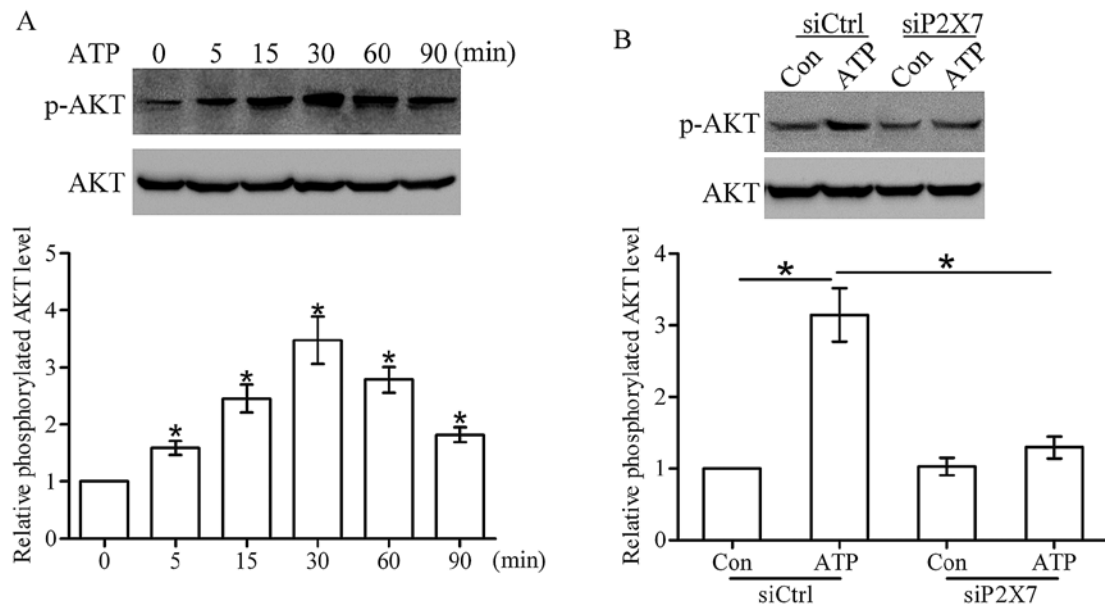 A
ATP 0 5 15 30 60 90 (min)
p-AKT
AKT
Relative phosphorylated AKT level
5
4
3
2
1
0
*
*
*
*
*
0 5 15 30 60 90 (min)
B
siCtrl siP2X7
Con ATP Con ATP
p-AKT
AKT
Relative phosphorylated AKT level
4
3
2
1
0
* *
Con ATP Con ATP
siCtrl siP2X7